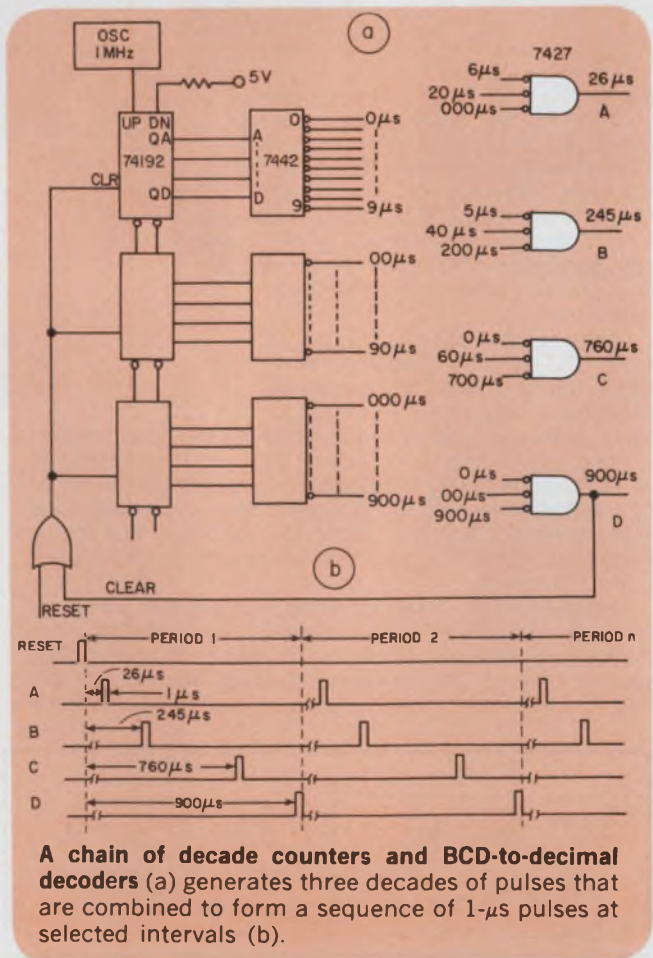 a
OSC
1 MHz
5V
UP DN
QA
74192
QD
CLR
A
D
7442
0
9
0μs
9μs
00μs
90μs
000μs
900μs
7427
6μs
20μs
000μs
26μs
A
5μs
40μs
200μs
245μs
B
0μs
60μs
700μs
760μs
C
0μs
00μs
900μs
900μs
D
CLEAR
RESET
b
RESET
PERIOD 1
PERIOD 2
PERIOD n
26μs
1μs
A
245μs
B
C
760μs
D
900μs
A chain of decade counters and BCD-to-decimal
decoders (a) generates three decades of pulses that
are combined to form a sequence of 1-μs pulses at
selected intervals (b).